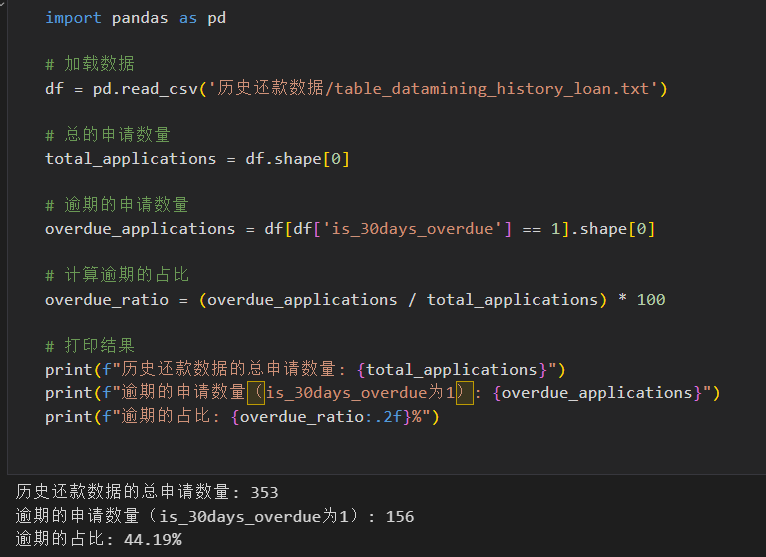 import pandas as pd
# 加载数据
df = pd.read_csv('历史还款数据/table_datamining_history_loan.txt')
# 总的申请数量
total_applications = df.shape[0]
# 逾期的申请数量
overdue_applications = df[df['is_30days_overdue'] == 1].shape[0]
# 计算逾期的占比
overdue_ratio = (overdue_applications / total_applications) * 100
# 打印结果
print(f"历史还款数据的总申请数量: {total_applications}")
print(f"逾期的申请数量（is_30days_overdue为1）: {overdue_applications}")
print(f"逾期的占比: {overdue_ratio:.2f}%")
历史还款数据的总申请数量: 353
逾期的申请数量（is_30days_overdue为1）: 156
逾期的占比: 44.19%